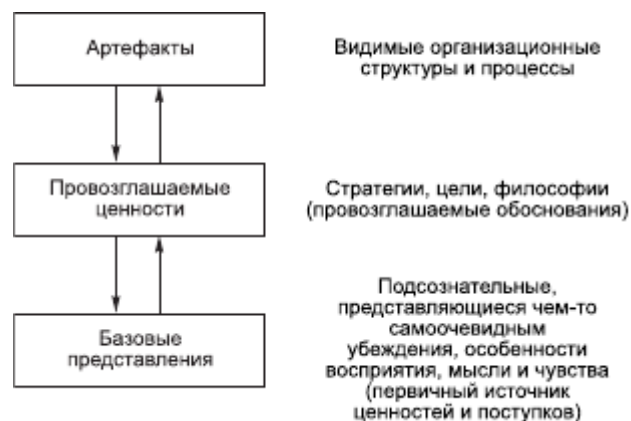 Артефакты
Видимые организационные
структуры и процессы
Провозглашаемые
ценности
Стратегии, цели, философии
(провозглашаемые обоснования)
Базовые
представления
Подсознательные,
представляющиеся чем-то
самоочевидным
убеждения, особенности
восприятия, мысли и чувства
(первичный источник
ценностей и поступков)